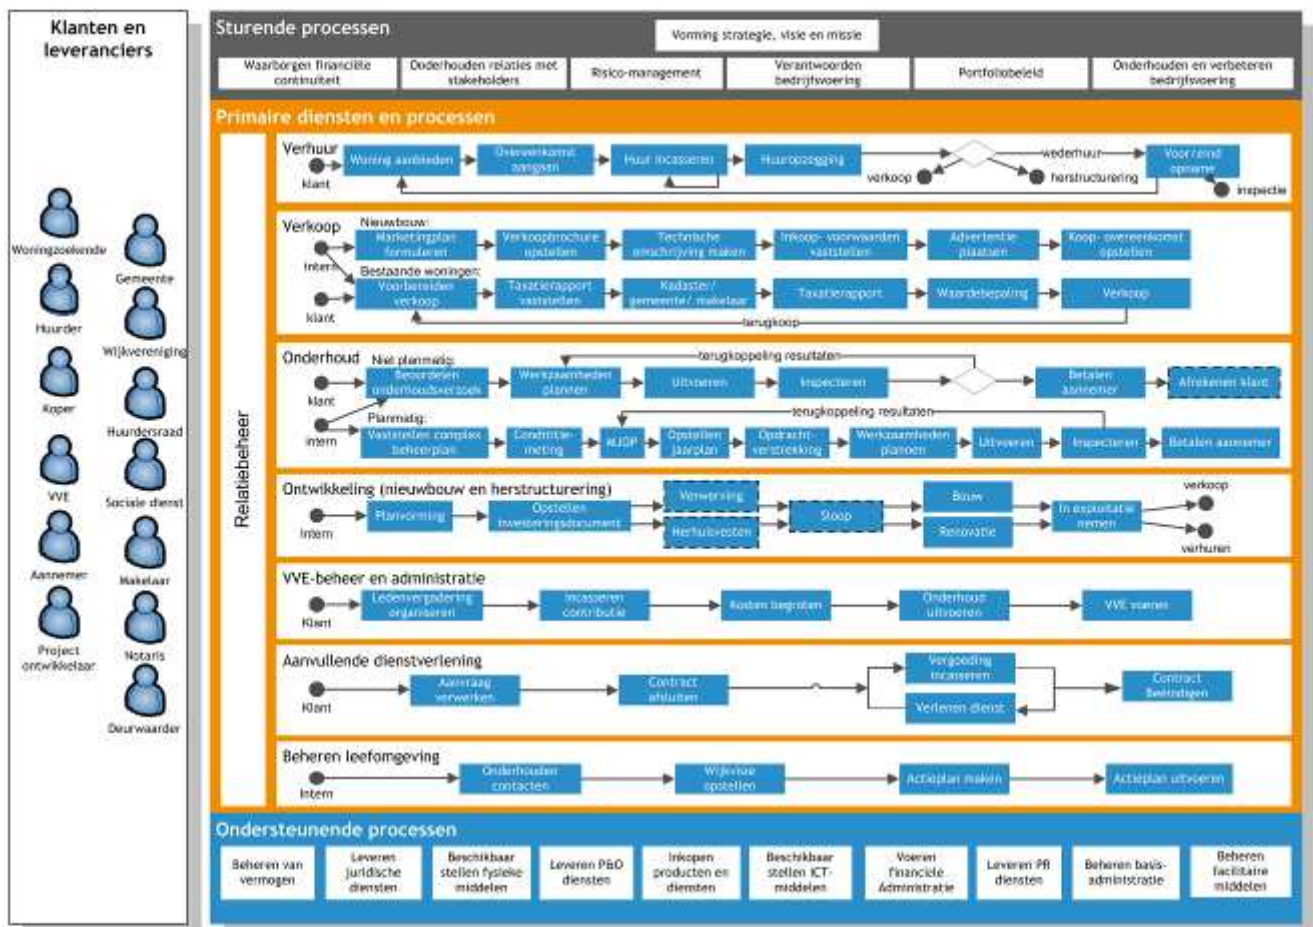 Klanten en
leveranciers
Woningzoekende
Gemeente
Huurder
Wijkvereniging
Koper
Huurdersraad
VVE
Sociale dienst
Aannemer
Makelaar
Project
ontwikkelaar
Notaris
Deurwaarder
Sturende processen
Vorming strategie, visie en missie
Waarborgen financiële
continuïteit
Onderhouden relaties met
stakeholders
Risico-management
Verantwoorden
bedrijfsvoering
Portfoliobeleid
Onderhouden en verbeteren
bedrijfsvoering
Primaire diensten en processen
Relatiebeheer
Verhuur
klant
Woning aanbieden
Overeenkomst
aangaan
Huur incasseren
Huuropzegging
verkoop
herstructurering
wederhuur
opname
inspectie
Verkoop
Nieuwbouw:
intern
Marketingplan
formuleren
Verkoopbrochure
opstellen
Technische
omschrijving maken
Inkoop- voorwaarden
vaststellen
Advertentie
plaatsen
Koop- overeenkomst
opstellen
Bestaande woningen:
klant
Voorbereiden
verkoop
Taxatierapport
vaststellen
Kadaster/
gemeente/ makelaar
Taxatierapport
Waardebepaling
Verkoop
terugkoop
Onderhoud
Niet planmatig:
klant
Beoordelen
onderhoudsverzoek
Werkzaamheden
plannen
Uitvoeren
Inspecteren
terugkoppeling resultaten
Betalen
aannemer
Afrekenen klant
Planmatig:
intern
Vaststellen complex
beheerplan
Condititie-
meting
MJOP
Opstellen
jaarplan
Opdracht
verstrekking
Werkzaamheden
plannen
Uitvoeren
Inspecteren
Betalen aannemer
terugkoppeling resultaten
Ontwikkeling (nieuwbouw en herstructurering)
Intern
Planvorming
Opstellen
investeringsdocument
Verwerving
Herhuisvesten
Sloop
Bouw
Renovatie
In exploitatie
nemen
verkoop
verhuren
VVE-beheer en administratie
Klant
Ledenvergadering
organiseren
Incasseren
contributie
Kosten begroten
Onderhoud
uitvoeren
VVE voeren
Aanvullende dienstverlening
Klant
Aanvraag
verwerken
Contract
afsluiten
Vergoeding
incasseren
Verlenen dienst
Contract
Beëindigen
Beheren leefomgeving
Intern
Onderhouden
contacten
Wijkvisie
opstellen
Actieplan maken
Actieplan uitvoeren
Ondersteunende processen
Beheren van
vermogen
Leveren
juridische
diensten
Beschikbaar
stellen fysieke
middelen
Leveren P&O
diensten
Inkopen
producten en
diensten
Beschikbaar
stellen ICT-
middelen
Voeren
financiële
Administratie
Leveren PR
diensten
Beheren basis-
administratie
Beheren
facilitaire
middelen